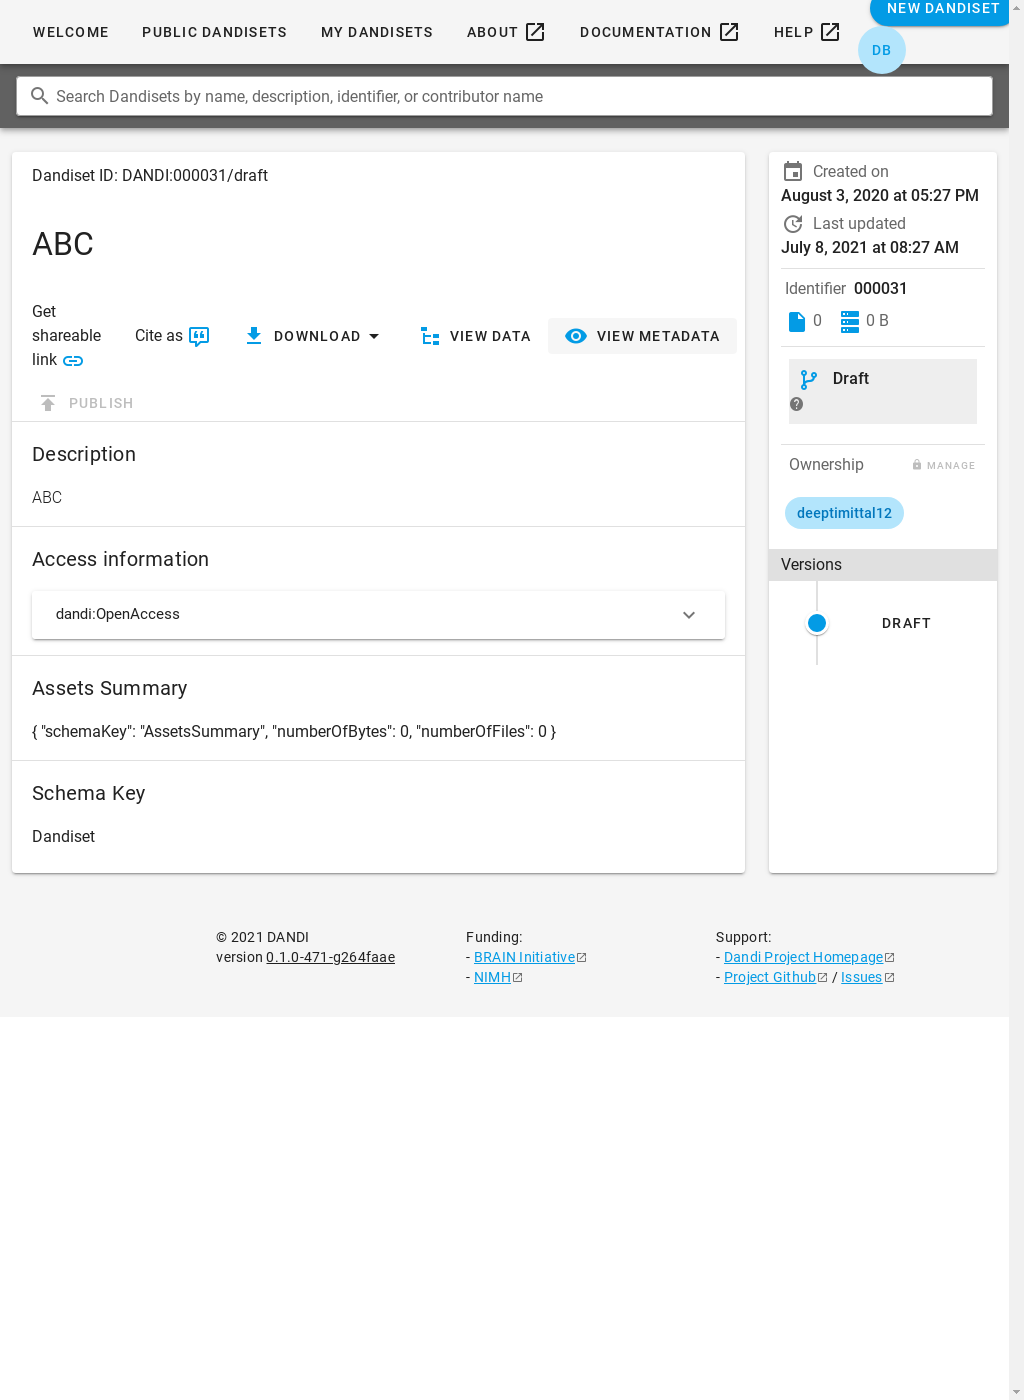 WELCOME PUBLIC DANDISETS MY DANDISETS ABOUT DOCUMENTATION HELP NEW DANDISET
DB
Search Dandisets by name, description, identifier, or contributor name
Dandiset ID: DANDI:000031/draft
ABC
Get shareable link
Cite as
DOWNLOAD
VIEW DATA
VIEW METADATA
PUBLISH
Description
ABC
Access information
dandi:OpenAccess
Assets Summary
{ "schemaKey": "AssetsSummary", "numberOfBytes": 0, "numberOfFiles": 0 }
Schema Key
Dandiset
Created on
August 3, 2020 at 05:27 PM
Last updated
July 8, 2021 at 08:27 AM
Identifier 000031
0 0 B
Draft
Ownership MANAGE
deeptimittal12
Versions
DRAFT
© 2021 DANDI
version 0.1.0-471-g264faae
Funding:
- BRAIN Initiative
- NIMH
Support:
- Dandi Project Homepage
- Project Github / Issues